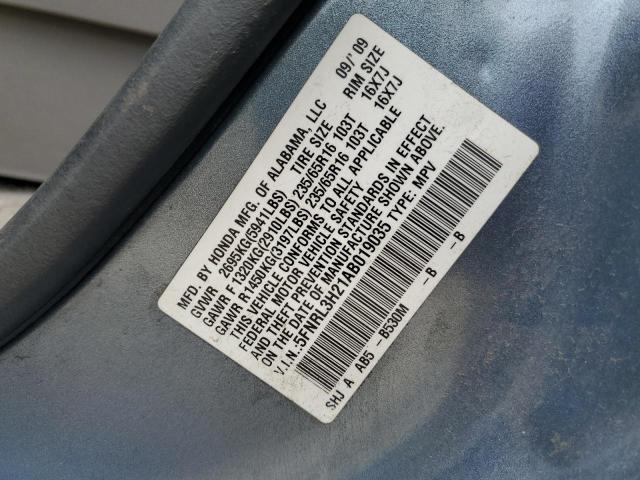 MFD. BY HONDA MFG. OF ALABAMA, LLC 09/' 09
GVWR 2695KG(5941LBS) TIRE SIZE RIM SIZE
GAWR F 1320KG(2910LBS) 235/65R16 103T 16X7J
GAWR R 1450KG(3197LBS) 235/65R16 103T 16X7J
THIS VEHICLE CONFORMS TO ALL APPLICABLE
FEDERAL MOTOR VEHICLE SAFETY
AND THEFT PREVENTION STANDARDS IN EFFECT
ON THE DATE OF MANUFACTURE SHOWN ABOVE.
V.I.N.:5FNRL3H21AB019035 TYPE: MPV
SHJ A AB5 -B530M -B -B